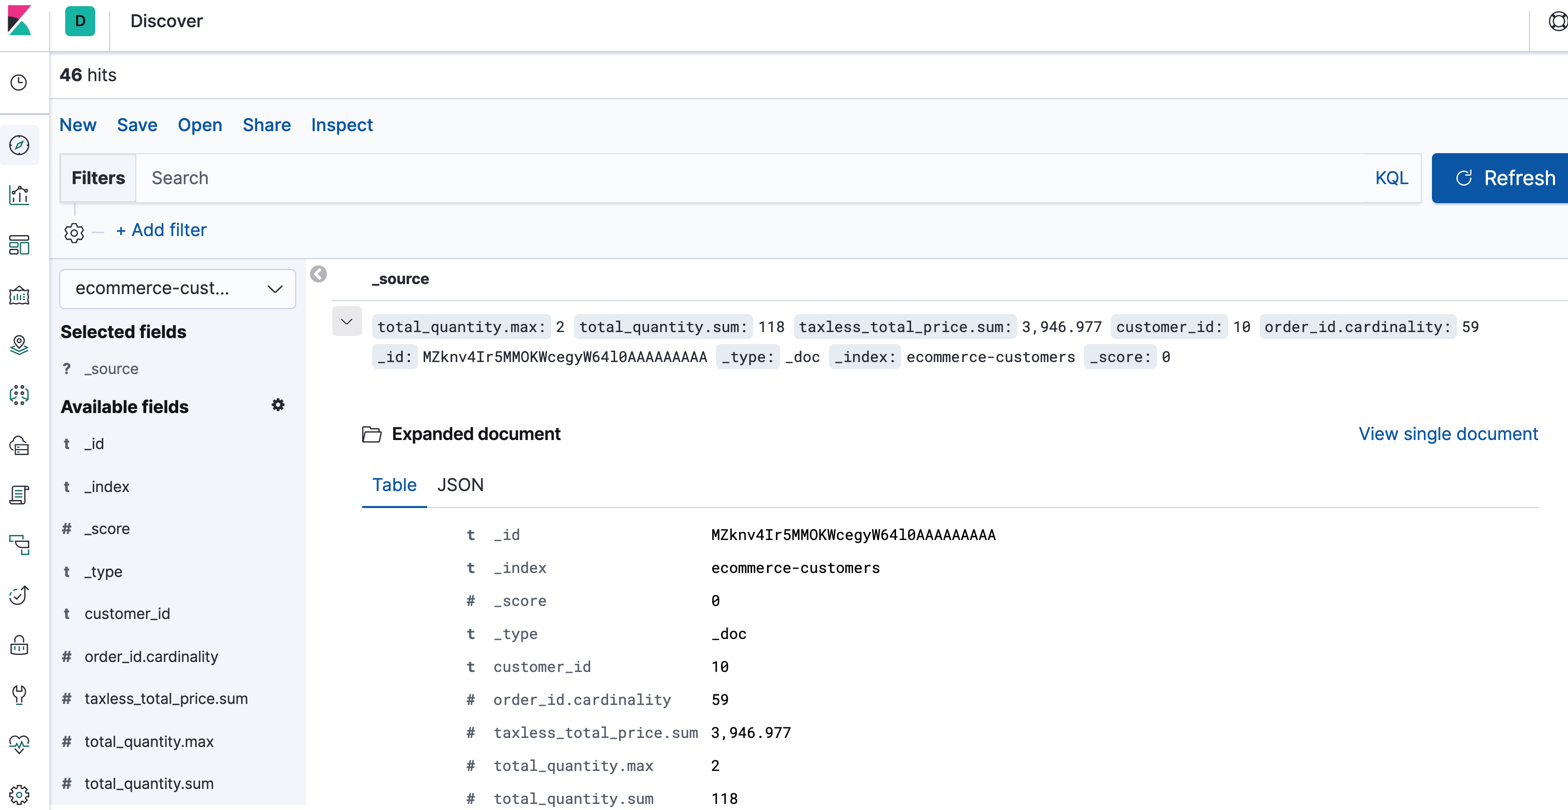 D Discover
46 hits
New Save Open Share Inspect
Filters Search KQL Refresh
+ Add filter
ecommerce-cust...
Selected fields
? _source
Available fields
t _id
t _index
# _score
t _type
t customer_id
# order_id.cardinality
# taxless_total_price.sum
# total_quantity.max
# total_quantity.sum
_source
total_quantity.max: 2 total_quantity.sum: 118 taxless_total_price.sum: 3,946.977 customer_id: 10 order_id.cardinality: 59
_id: MZknv4Ir5MMOKWcegyW64l0AAAAAAAAA _type: _doc _index: ecommerce-customers _score: 0
Expanded document View single document
Table JSON
t _id MZknv4Ir5MMOKWcegyW64l0AAAAAAAAA
t _index ecommerce-customers
# _score 0
t _type _doc
t customer_id 10
# order_id.cardinality 59
# taxless_total_price.sum 3,946.977
# total_quantity.max 2
# total_quantity.sum 118